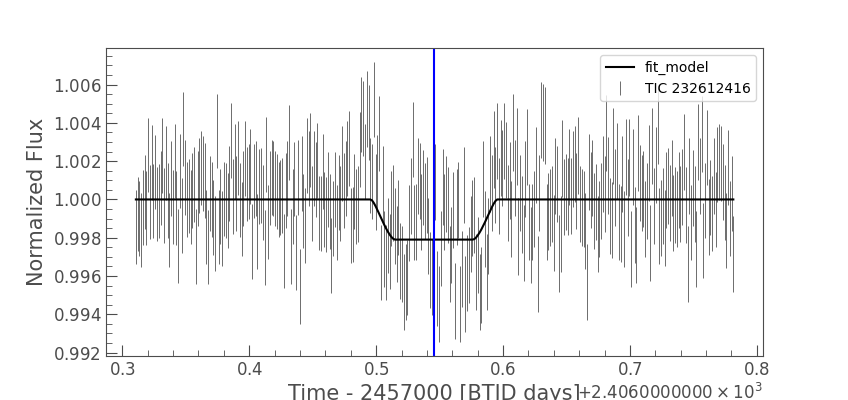 fit_model
TIC 232612416
Normalized Flux
1.006
1.004
1.002
1.000
0.998
0.996
0.994
0.992
0.3 0.4 0.5 0.6 0.7 0.8
Time - 2457000 [BTJD days]
+2.4060000000 × 10³